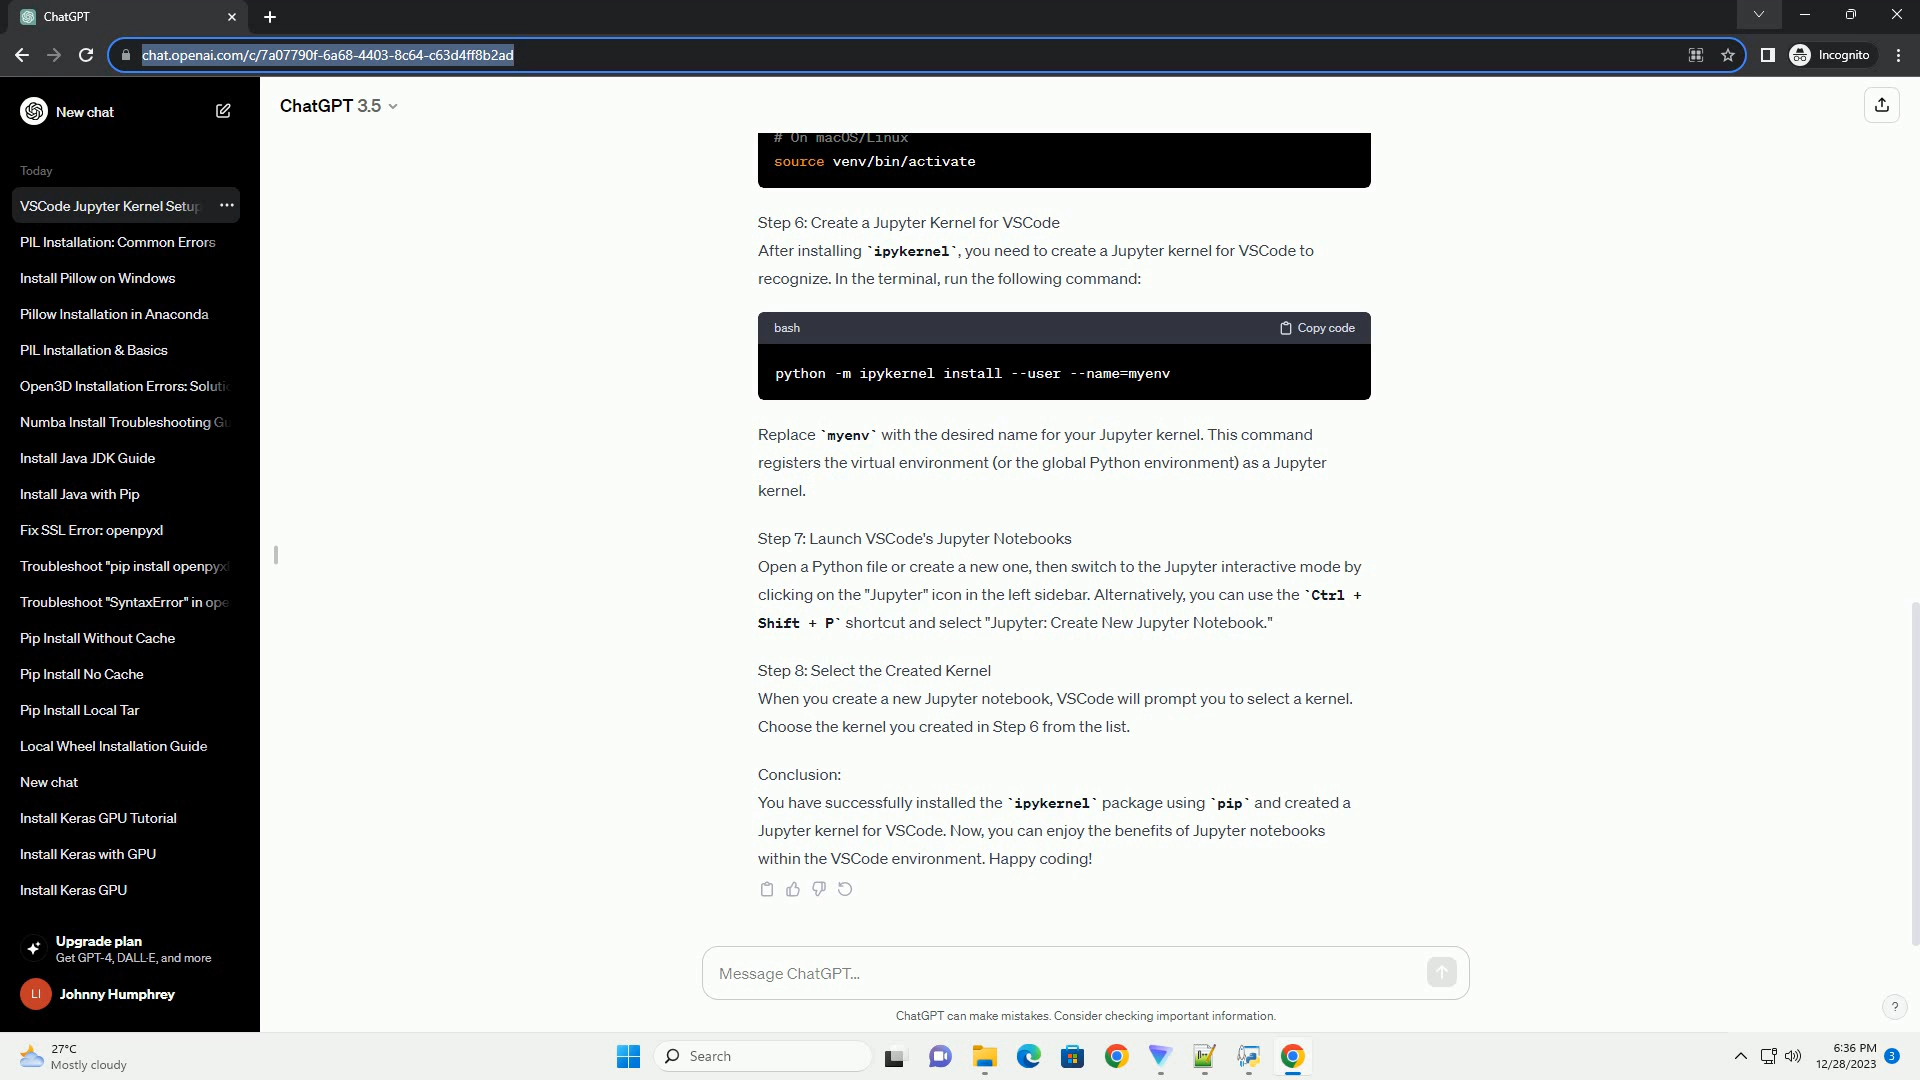 ChatGPT
chat.openai.com/c/7a07790f-6a68-4403-8c64-c63d4ff8b2ad
Incognito
New chat
ChatGPT 3.5
Today
VSCode Jupyter Kernel Setup
PIL Installation: Common Errors
Install Pillow on Windows
Pillow Installation in Anaconda
PIL Installation & Basics
Open3D Installation Errors: Soluti
Numba Install Troubleshooting Gu
Install Java JDK Guide
Install Java with Pip
Fix SSL Error: openpyxl
Troubleshoot "pip install openpyxl
Troubleshoot "SyntaxError" in ope
Pip Install Without Cache
Pip Install No Cache
Pip Install Local Tar
Local Wheel Installation Guide
New chat
Install Keras GPU Tutorial
Install Keras with GPU
Install Keras GPU
Upgrade plan
Get GPT-4, DALL·E, and more
LI
Johnny Humphrey
# On macOS/Linux
source venv/bin/activate
Step 6: Create a Jupyter Kernel for VSCode
After installing `ipykernel`, you need to create a Jupyter kernel for VSCode to
recognize. In the terminal, run the following command:
bash
Copy code
python -m ipykernel install --user --name=myenv
Replace `myenv` with the desired name for your Jupyter kernel. This command
registers the virtual environment (or the global Python environment) as a Jupyter
kernel.
Step 7: Launch VSCode's Jupyter Notebooks
Open a Python file or create a new one, then switch to the Jupyter interactive mode by
clicking on the "Jupyter" icon in the left sidebar. Alternatively, you can use the `Ctrl +
Shift + P` shortcut and select "Jupyter: Create New Jupyter Notebook."
Step 8: Select the Created Kernel
When you create a new Jupyter notebook, VSCode will prompt you to select a kernel.
Choose the kernel you created in Step 6 from the list.
Conclusion:
You have successfully installed the `ipykernel` package using `pip` and created a
Jupyter kernel for VSCode. Now, you can enjoy the benefits of Jupyter notebooks
within the VSCode environment. Happy coding!
Message ChatGPT...
ChatGPT can make mistakes. Consider checking important information.
?
27°C
Mostly cloudy
Search
6:36 PM
12/28/2023
3